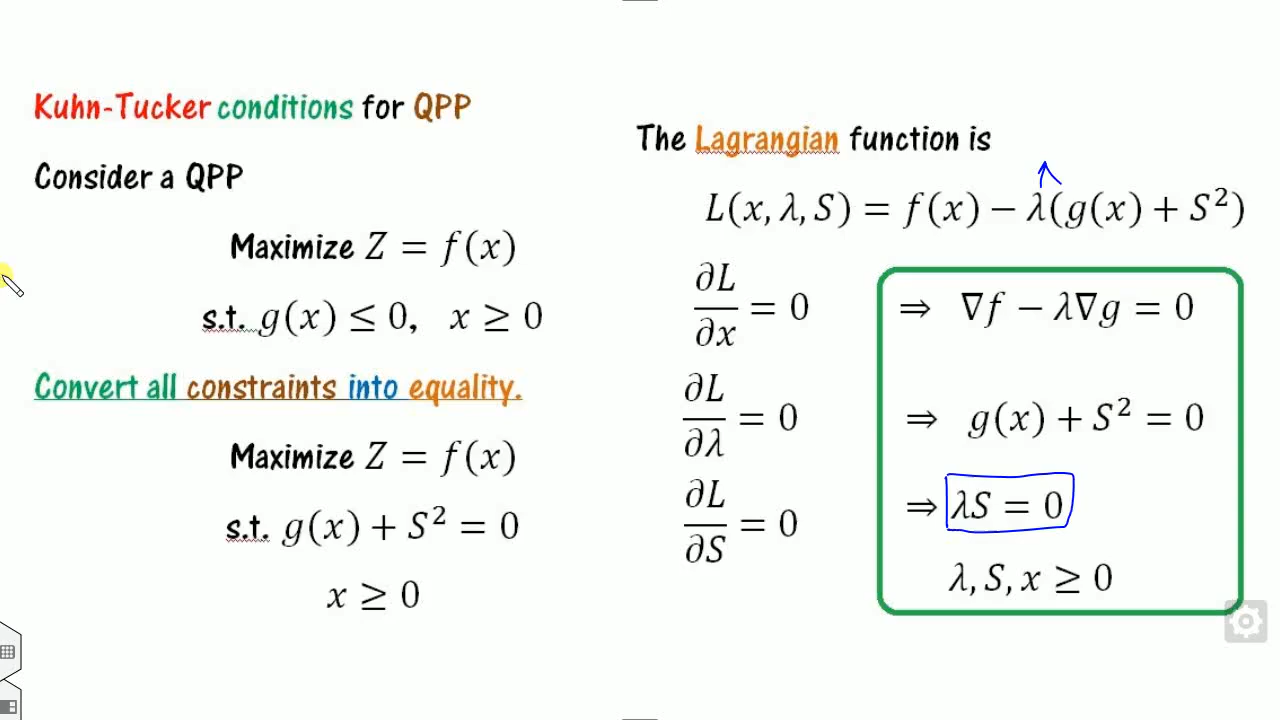 Kuhn-Tucker conditions for QPP
Consider a QPP
Maximize Z = f(x)
s.t. g(x) ≤ 0, x ≥ 0
Convert all constraints into equality.
Maximize Z = f(x)
s.t. g(x) + S² = 0
x ≥ 0
The Lagrangian function is
L(x, λ, S) = f(x) − λ(g(x) + S²)
∂L/∂x = 0 ⇒ ∇f − λ∇g = 0
∂L/∂λ = 0 ⇒ g(x) + S² = 0
∂L/∂S = 0 ⇒ λS = 0
λ, S, x ≥ 0